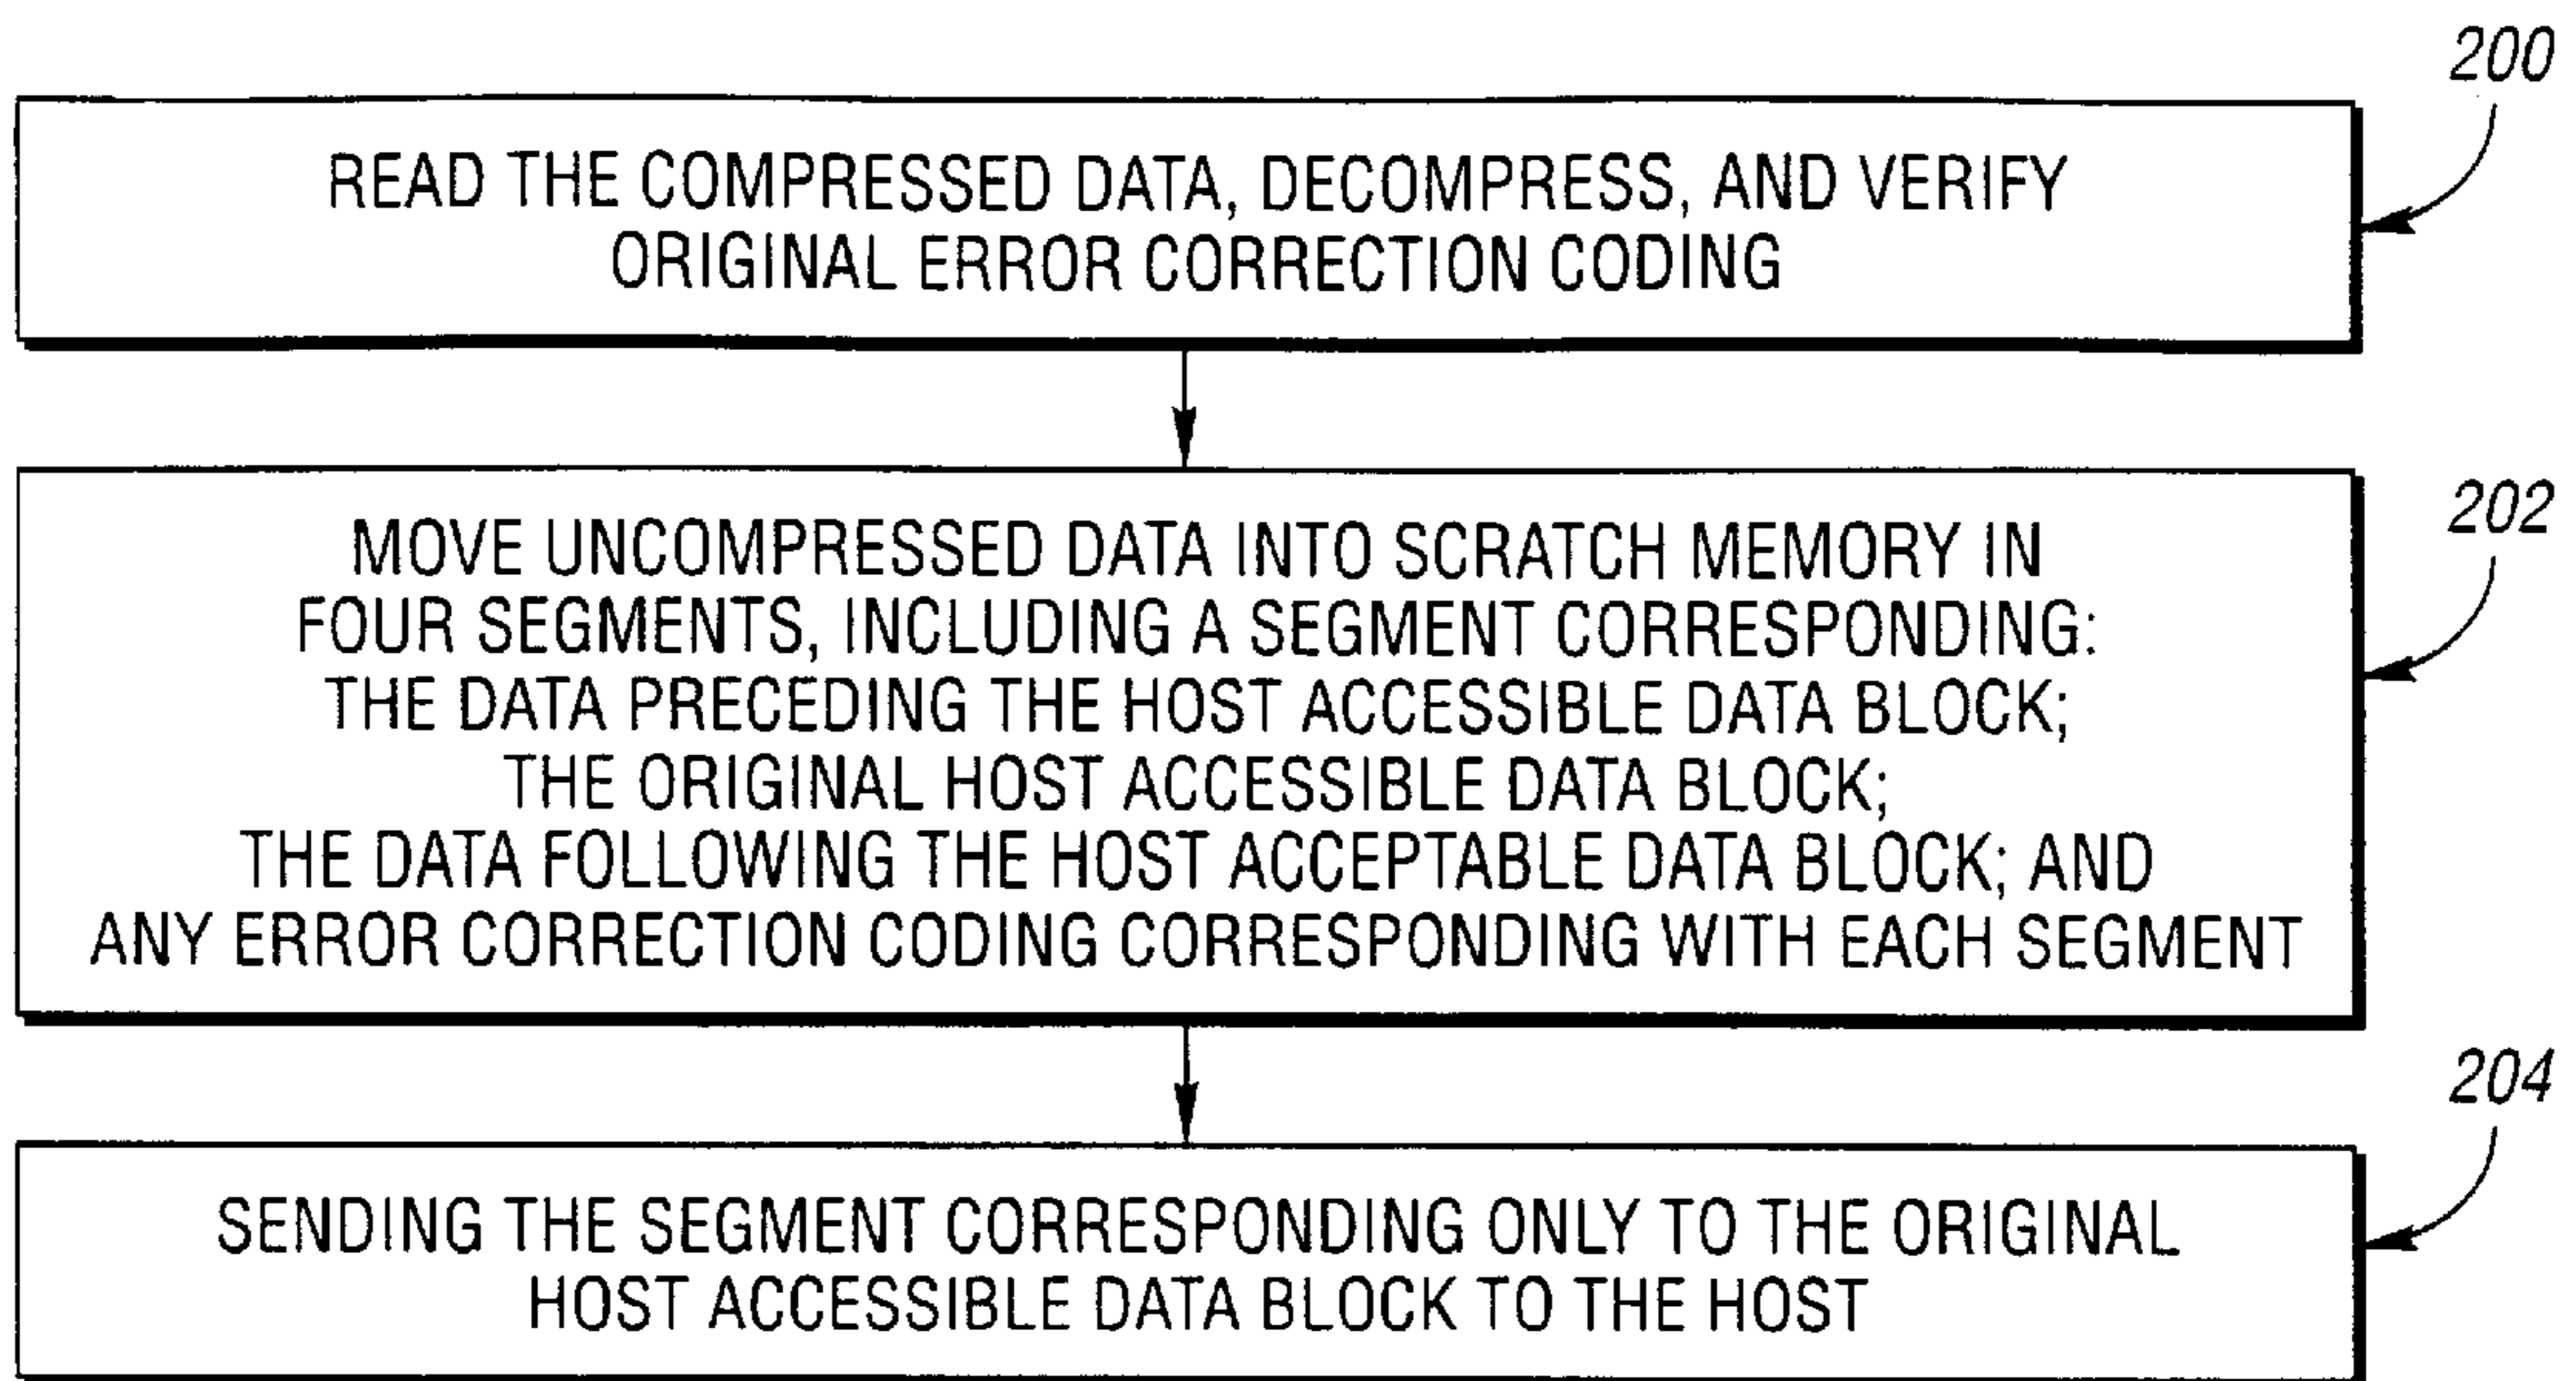 200
READ THE COMPRESSED DATA, DECOMPRESS, AND VERIFY
ORIGINAL ERROR CORRECTION CODING
202
MOVE UNCOMPRESSED DATA INTO SCRATCH MEMORY IN
FOUR SEGMENTS, INCLUDING A SEGMENT CORRESPONDING:
THE DATA PRECEDING THE HOST ACCESSIBLE DATA BLOCK;
THE ORIGINAL HOST ACCESSIBLE DATA BLOCK;
THE DATA FOLLOWING THE HOST ACCEPTABLE DATA BLOCK; AND
ANY ERROR CORRECTION CODING CORRESPONDING WITH EACH SEGMENT
204
SENDING THE SEGMENT CORRESPONDING ONLY TO THE ORIGINAL
HOST ACCESSIBLE DATA BLOCK TO THE HOST